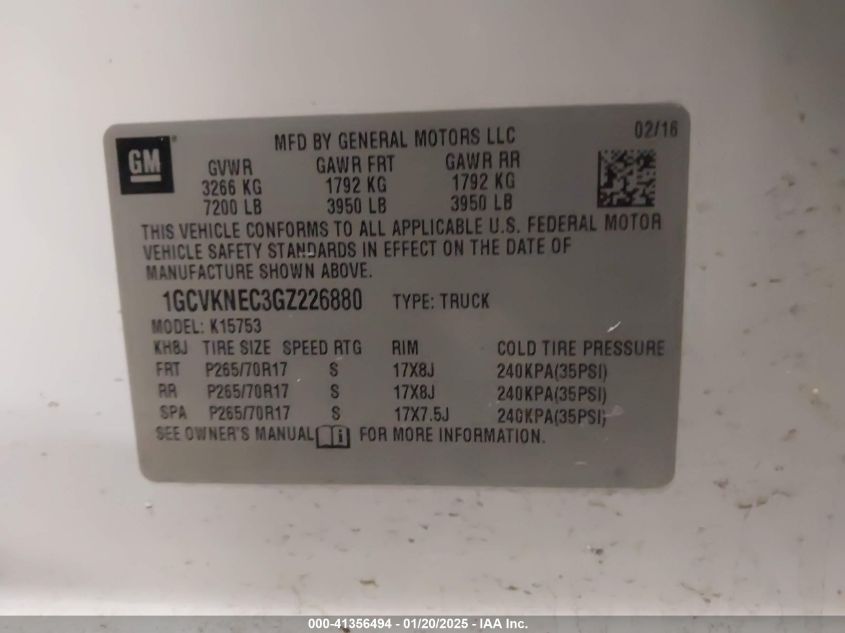 GM
MFD BY GENERAL MOTORS LLC 02/16
GVWR GAWR FRT GAWR RR
3266 KG 1792 KG 1792 KG
7200 LB 3950 LB 3950 LB
THIS VEHICLE CONFORMS TO ALL APPLICABLE U.S. FEDERAL MOTOR
VEHICLE SAFETY STANDARDS IN EFFECT ON THE DATE OF
MANUFACTURE SHOWN ABOVE.
1GCVKNEC3GZ226880 TYPE: TRUCK
MODEL: K15753
KH8J TIRE SIZE SPEED RTG RIM COLD TIRE PRESSURE
FRT P265/70R17 S 17X8J 240KPA(35PSI)
RR P265/70R17 S 17X8J 240KPA(35PSI)
SPA P265/70R17 S 17X7.5J 240KPA(35PSI)
SEE OWNER'S MANUAL i FOR MORE INFORMATION.
000-41356494 - 01/20/2025 - IAA Inc.